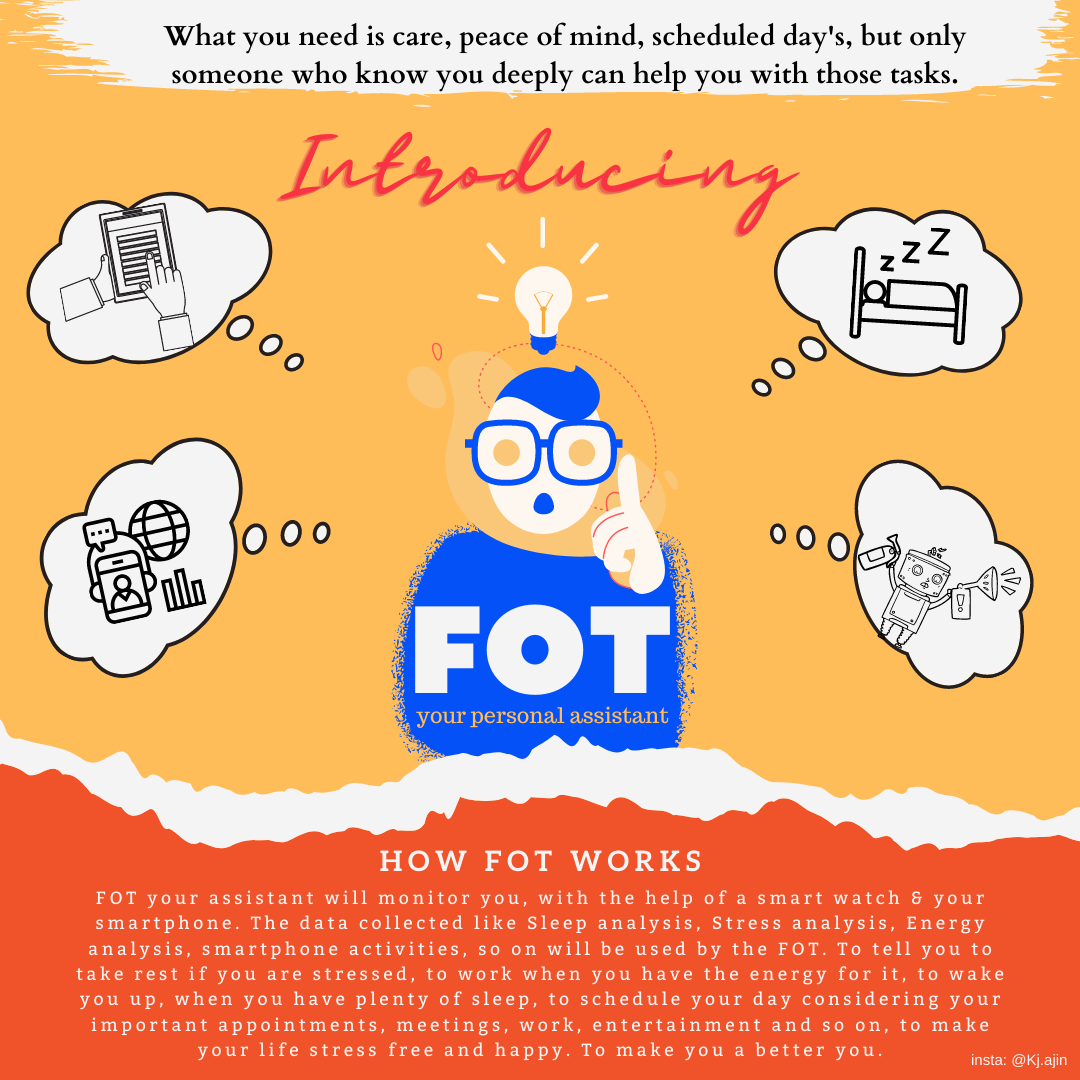 What you need is care, peace of mind, scheduled day's, but only
someone who know you deeply can help you with those tasks.
Introducing
z z z
FOT
your personal assistant
HOW FOT WORKS
FOT your assistant will monitor you, with the help of a smart watch & your
smartphone. The data collected like Sleep analysis, Stress analysis, Energy
analysis, smartphone activities, so on will be used by the FOT. To tell you to
take rest if you are stressed, to work when you have the energy for it, to wake
you up, when you have plenty of sleep, to schedule your day considering your
important appointments, meetings, work, entertainment and so on, to make
your life stress free and happy. To make you a better you.
insta: @Kj.ajin